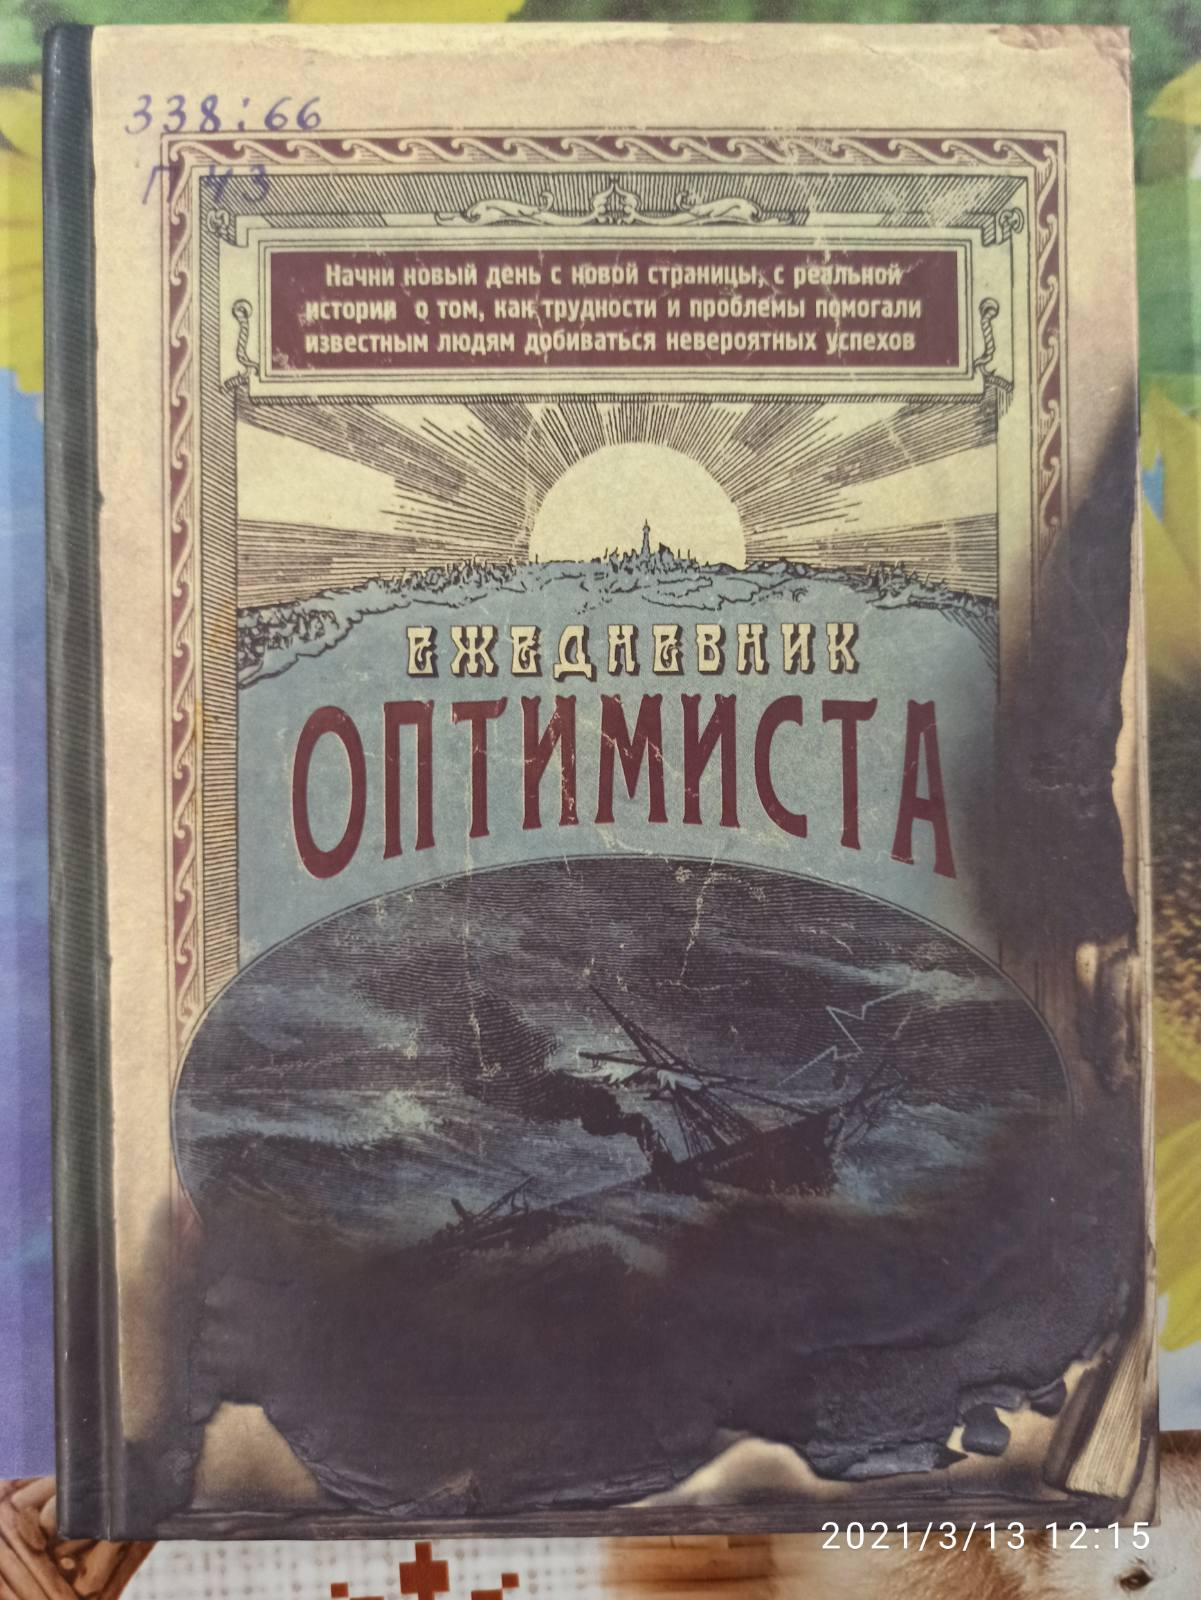 338:66
П 43
Начни новый день с новой страницы, с реальной
истории о том, как трудности и проблемы помогали
известным людям добиваться невероятных успехов
ЕЖЕДНЕВНИК
ОПТИМИСТА
2021/3/13 12:15